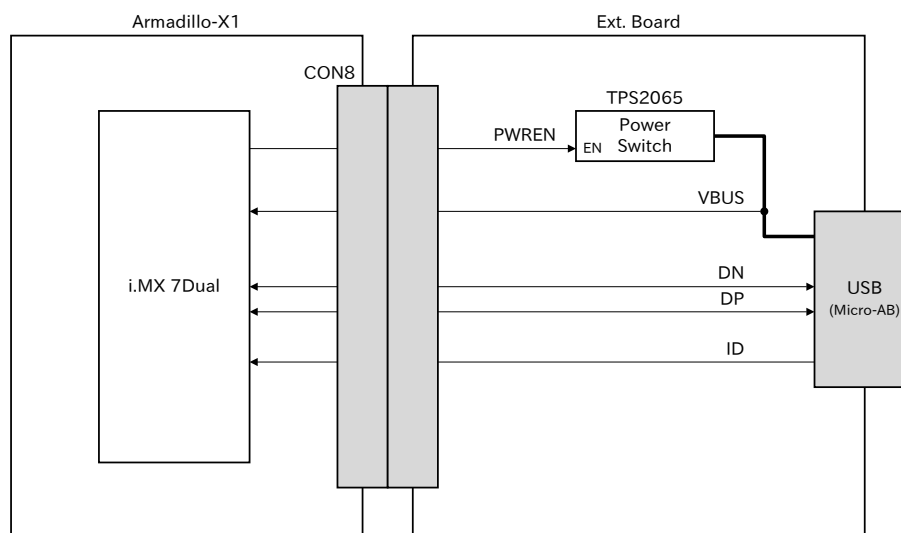 Armadillo-X1
Ext. Board
CON8
TPS2065
Power
Switch
PWREN
EN
VBUS
i.MX 7Dual
DN
DP
USB
(Micro-AB)
ID